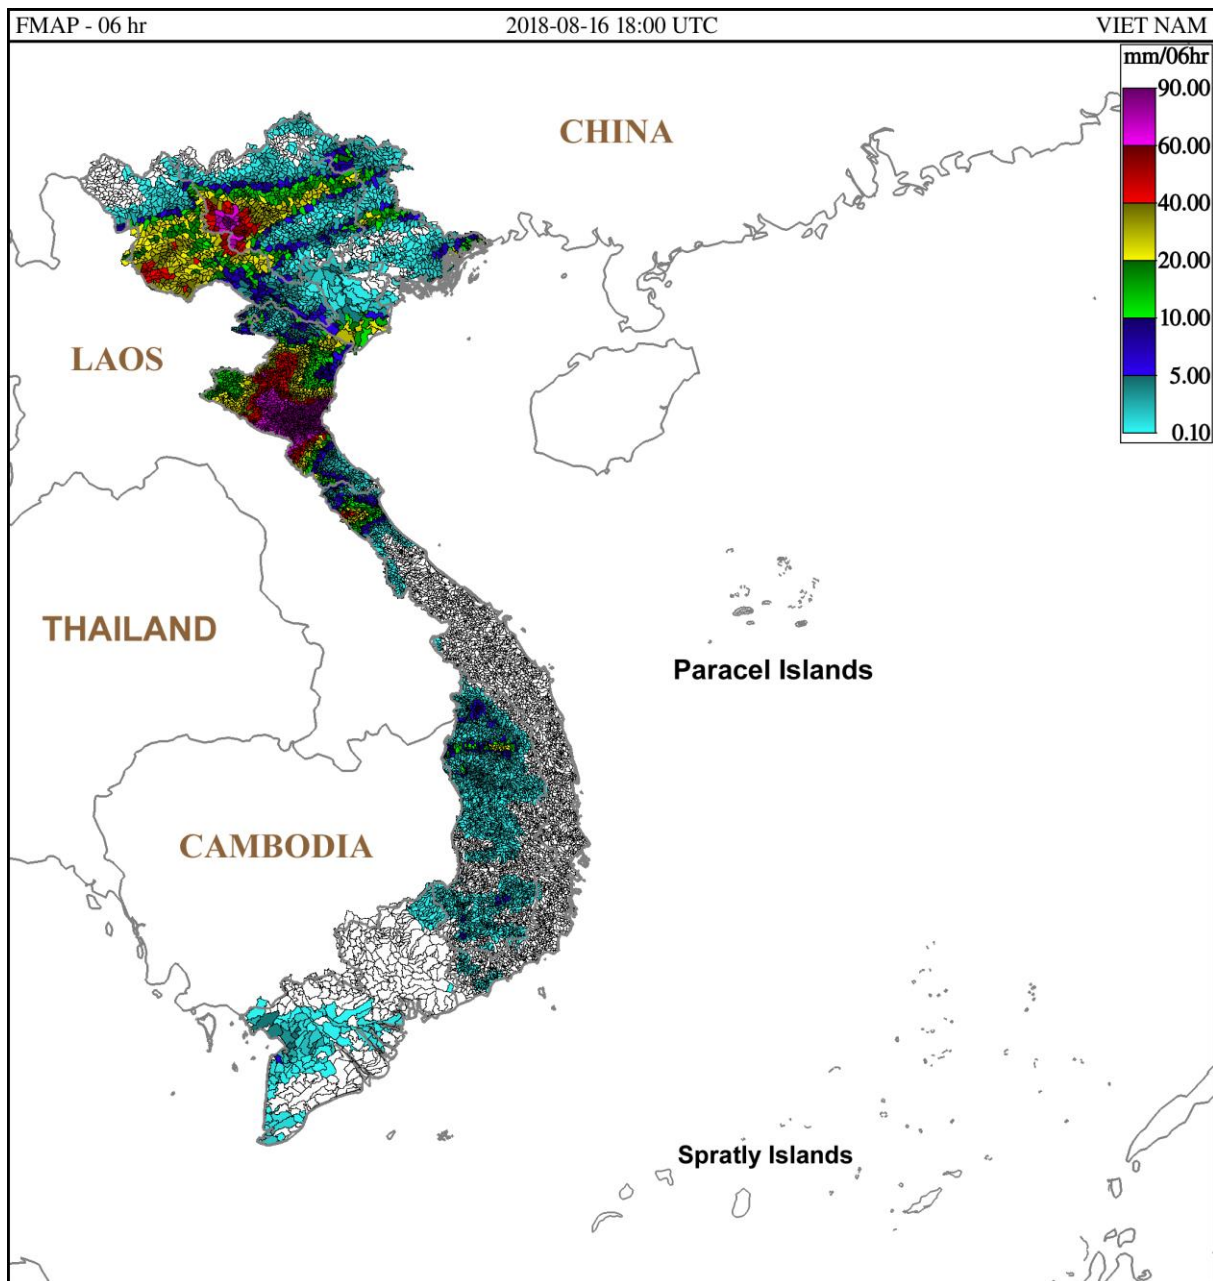 FMAP - 06 hr
2018-08-16 18:00 UTC
VIET NAM
mm/06hr
90.00
60.00
40.00
20.00
10.00
5.00
0.10
CHINA
LAOS
THAILAND
Paracel Islands
CAMBODIA
Spratly Islands